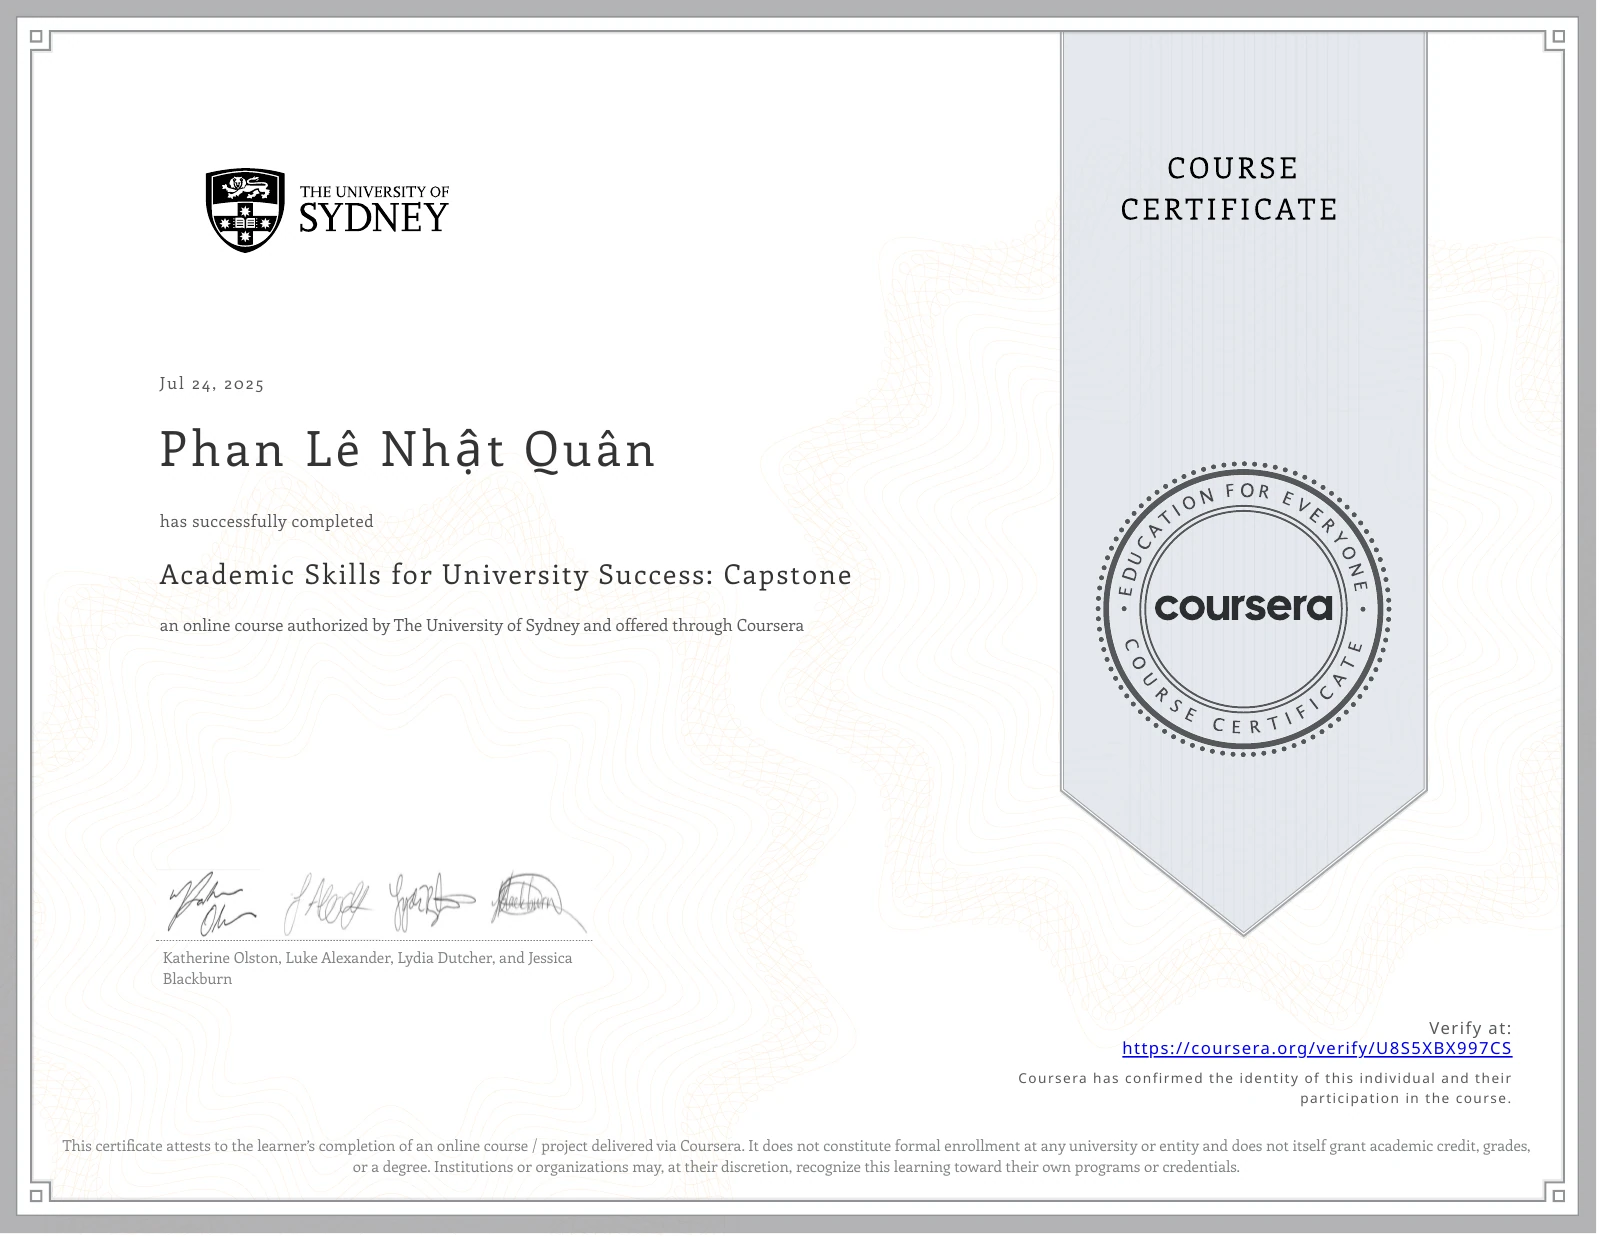 THE UNIVERSITY OF
SYDNEY
COURSE
CERTIFICATE
Jul 24, 2025
Phan Lê Nhật Quân
has successfully completed
Academic Skills for University Success: Capstone
an online course authorized by The University of Sydney and offered through Coursera
EDUCATION FOR EVERYONE
coursera
COURSE CERTIFICATE
Katherine Olston, Luke Alexander, Lydia Dutcher, and Jessica
Blackburn
Verify at:
https://coursera.org/verify/U8S5XBX997CS
Coursera has confirmed the identity of this individual and their
participation in the course.
This certificate attests to the learner's completion of an online course / project delivered via Coursera. It does not constitute formal enrollment at any university or entity and does not itself grant academic credit, grades,
or a degree. Institutions or organizations may, at their discretion, recognize this learning toward their own programs or credentials.